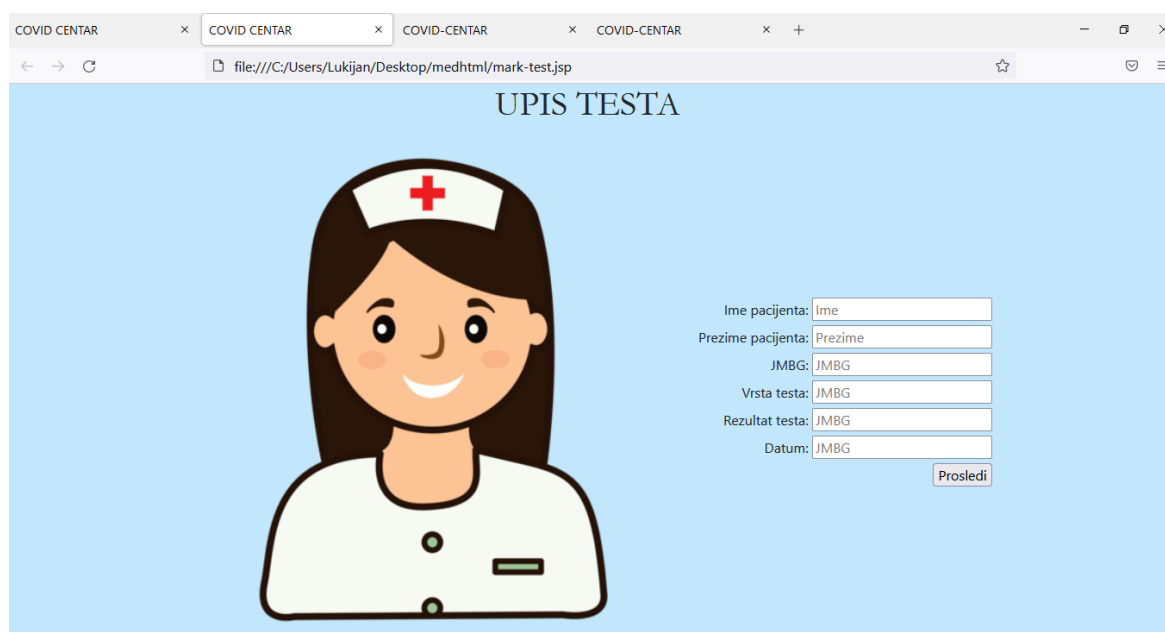 COVID CENTAR COVID CENTAR COVID-CENTAR COVID-CENTAR
file:///C:/Users/Lukijan/Desktop/medhtml/mark-test.jsp
UPIS TESTA
Ime pacijenta: Ime
Prezime pacijenta: Prezime
JMBG: JMBG
Vrsta testa: JMBG
Rezultat testa: JMBG
Datum: JMBG
Prosledi